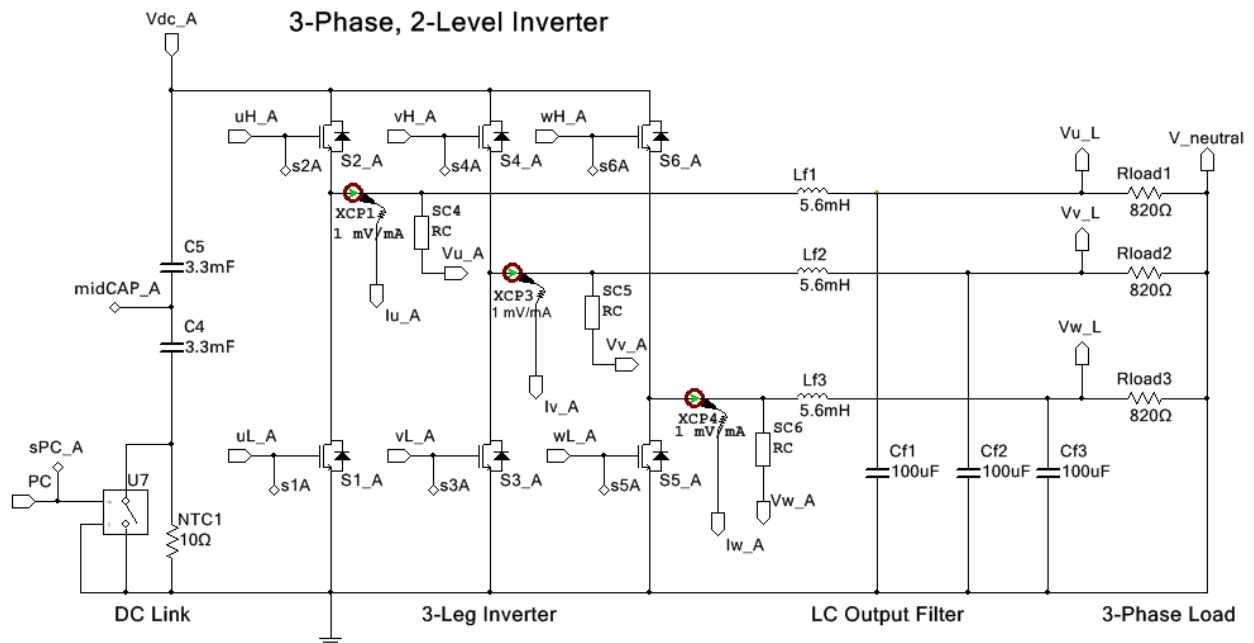 3-Phase, 2-Level Inverter
Vdc_A
uH_A
vH_A
wH_A
s2A
S2_A
s4A
S4_A
s6A
S6_A
Vu_L
V_neutral
Lf1
5.6mH
Rload1
820Ω
XCP1
1 mV/mA
SC4
RC
Vu_A
Iu_A
C5
3.3mF
midCAP_A
C4
3.3mF
Vv_L
Lf2
5.6mH
Rload2
820Ω
XCP3
1 mV/mA
SC5
RC
Vv_A
Iv_A
Vw_L
Lf3
5.6mH
Rload3
820Ω
XCP4
1 mV/mA
SC6
RC
Vw_A
Iw_A
uL_A
vL_A
wL_A
s1A
S1_A
s3A
S3_A
s5A
S5_A
Cf1
100uF
Cf2
100uF
Cf3
100uF
sPC_A
PC
U7
NTC1
10Ω
DC Link
3-Leg Inverter
LC Output Filter
3-Phase Load